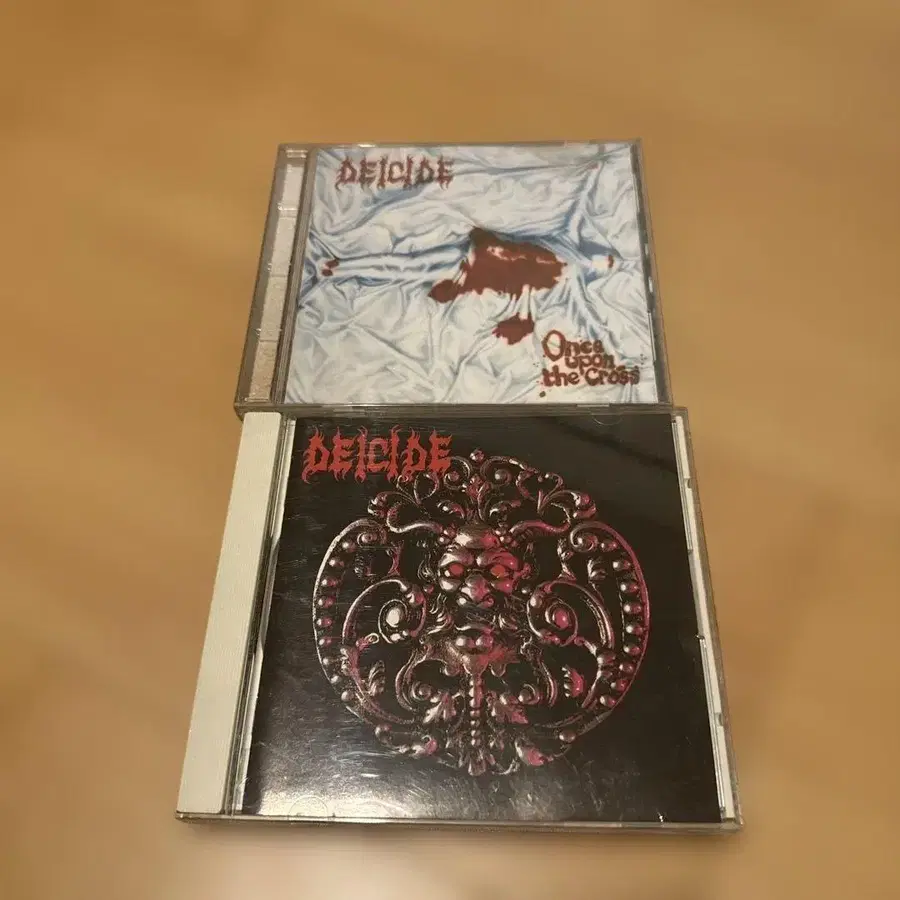 DEICIDE
Once
upon
the Cross
DEICIDE